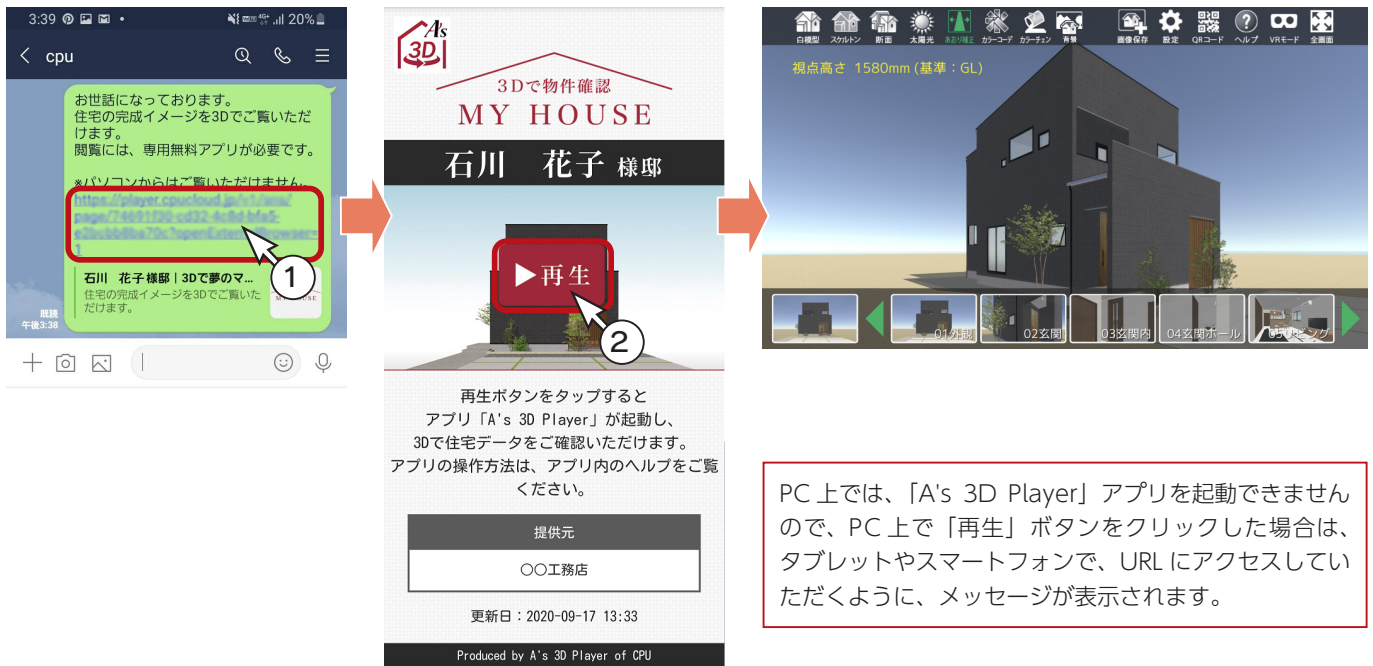 3:39
4G+
20%
cpu
お世話になっております。
住宅の完成イメージを3Dでご覧いただ
けます。
閲覧には、専用無料アプリが必要です。
※パソコンからはご覧いただけません。
https://player.cpucloud.jp/v1/ana/
page/74691f30-cd32-4c8d-bfa5-
1
石川 花子様邸｜3Dで夢のマ...
住宅の完成イメージを3Dでご覧いた
だけます。
既読
午後3:38
1
A's
3D
3Dで物件確認
MY HOUSE
石川 花子 様邸
▶再生
2
再生ボタンをタップすると
アプリ「A's 3D Player」が起動し、
3Dで住宅データをご確認いただけます。
アプリの操作方法は、アプリ内のヘルプをご覧
ください。
提供元
○○工務店
更新日：2020-09-17 13:33
Produced by A's 3D Player of CPU
白模型 スケルトン 断面 太陽光 あおり補正 カラーコーデ カラーチェン 背景 画像保存 設定 QRコード ヘルプ VRモード 全画面
視点高さ 1580mm (基準：GL)
01外観 02玄関 03玄関内 04玄関ホール 05リビング
PC 上では、「A's 3D Player」アプリを起動できません
ので、PC 上で「再生」ボタンをクリックした場合は、
タブレットやスマートフォンで、URL にアクセスしてい
ただくように、メッセージが表示されます。